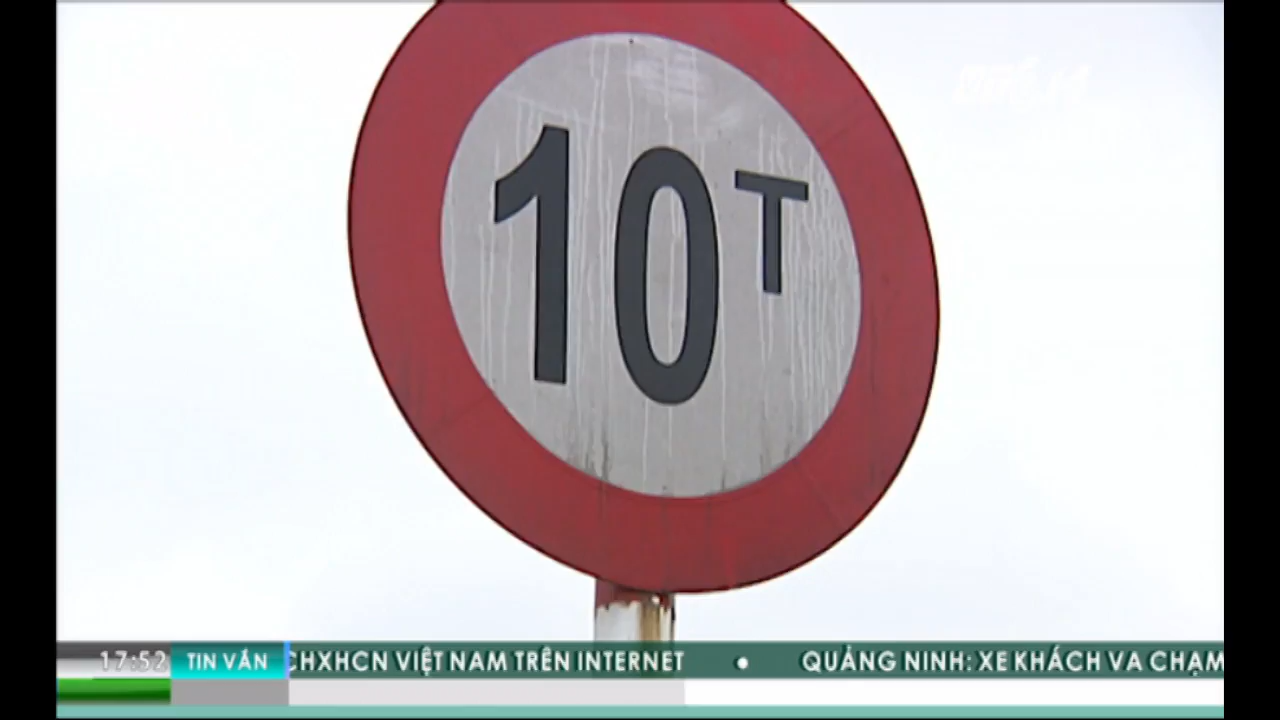 10T
17:52 TIN VẮN CHXHCN VIỆT NAM TRÊN INTERNET • QUẢNG NINH: XE KHÁCH VA CHẠM